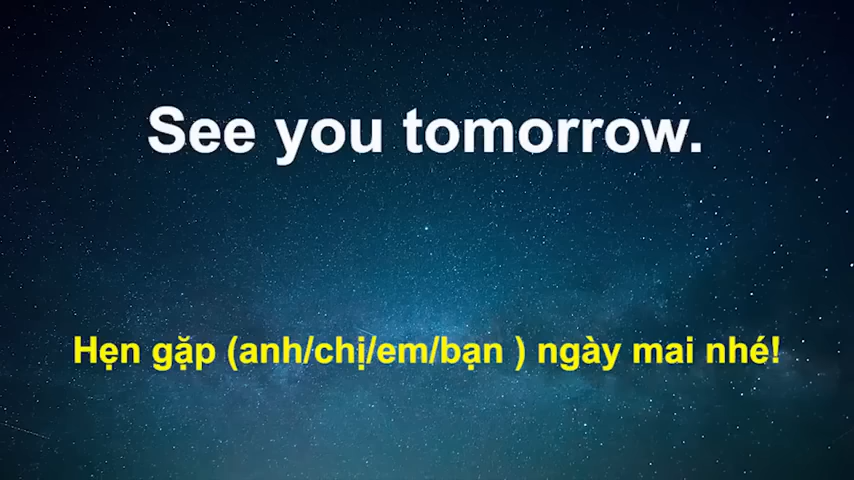 See you tomorrow.
Hẹn gặp (anh/chị/em/bạn ) ngày mai nhé!